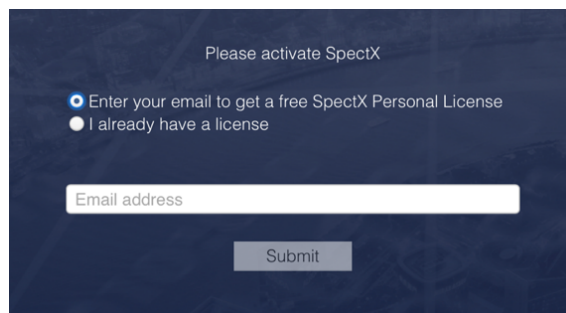 Please activate SpectX
Enter your email to get a free SpectX Personal License
I already have a license
Email address
Submit